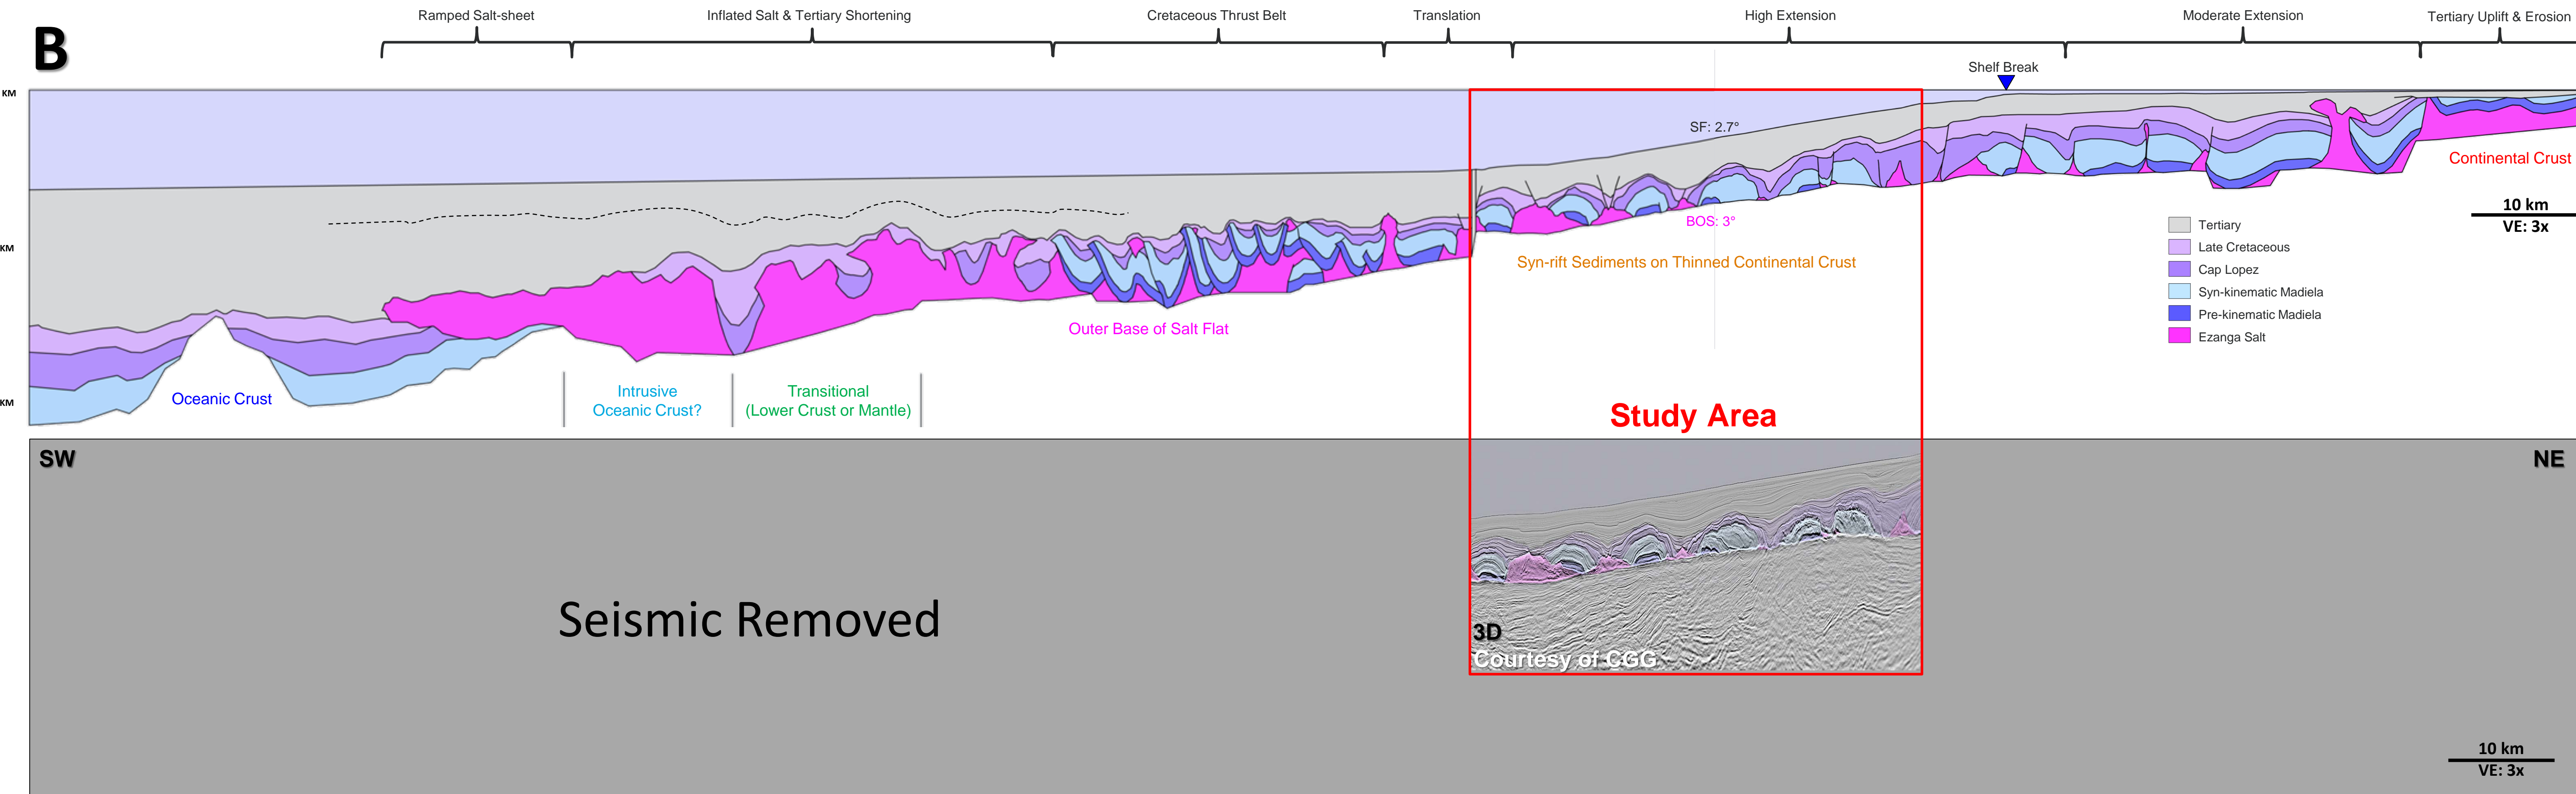 Ramped Salt-sheet
Inflated Salt & Tertiary Shortening
Cretaceous Thrust Belt
Translation
High Extension
Moderate Extension
Tertiary Uplift & Erosion
B
Shelf Break
KM
SF: 2.7°
Continental Crust
10 km
VE: 3x
BOS: 3°
Tertiary
Late Cretaceous
Cap Lopez
Syn-kinematic Madiela
Pre-kinematic Madiela
Ezanga Salt
KM
Syn-rift Sediments on Thinned Continental Crust
Outer Base of Salt Flat
Oceanic Crust
Intrusive
Oceanic Crust?
Transitional
(Lower Crust or Mantle)
KM
Study Area
SW
NE
Seismic Removed
3D
Courtesy of CGG
10 km
VE: 3x